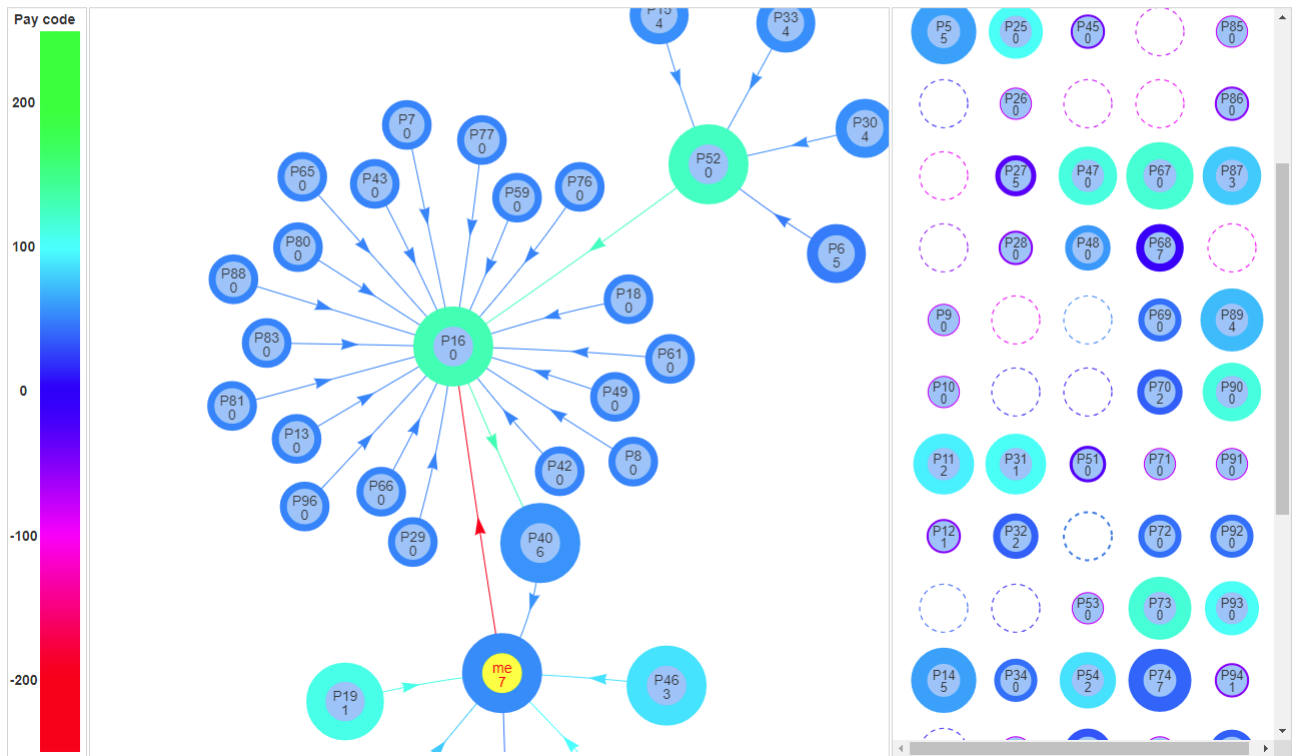 Pay code
200
100
0
-100
-200
P15
4
P33
4
P30
4
P52
0
P6
5
P7
0
P77
0
P65
0
P43
0
P59
0
P76
0
P80
0
P88
0
P18
0
P83
0
P16
0
P61
0
P81
0
P49
0
P13
0
P42
0
P8
0
P66
0
P96
0
P29
0
P40
6
me
7
P19
1
P46
3
P5
5
P25
0
P45
0
P85
0
P26
0
P86
0
P27
5
P47
0
P67
0
P87
3
P28
0
P48
0
P68
7
P9
0
P69
0
P89
4
P10
0
P70
2
P90
0
P11
2
P31
1
P51
0
P71
0
P91
0
P12
1
P32
2
P72
0
P92
0
P53
0
P73
0
P93
0
P14
5
P34
0
P54
2
P74
7
P94
1